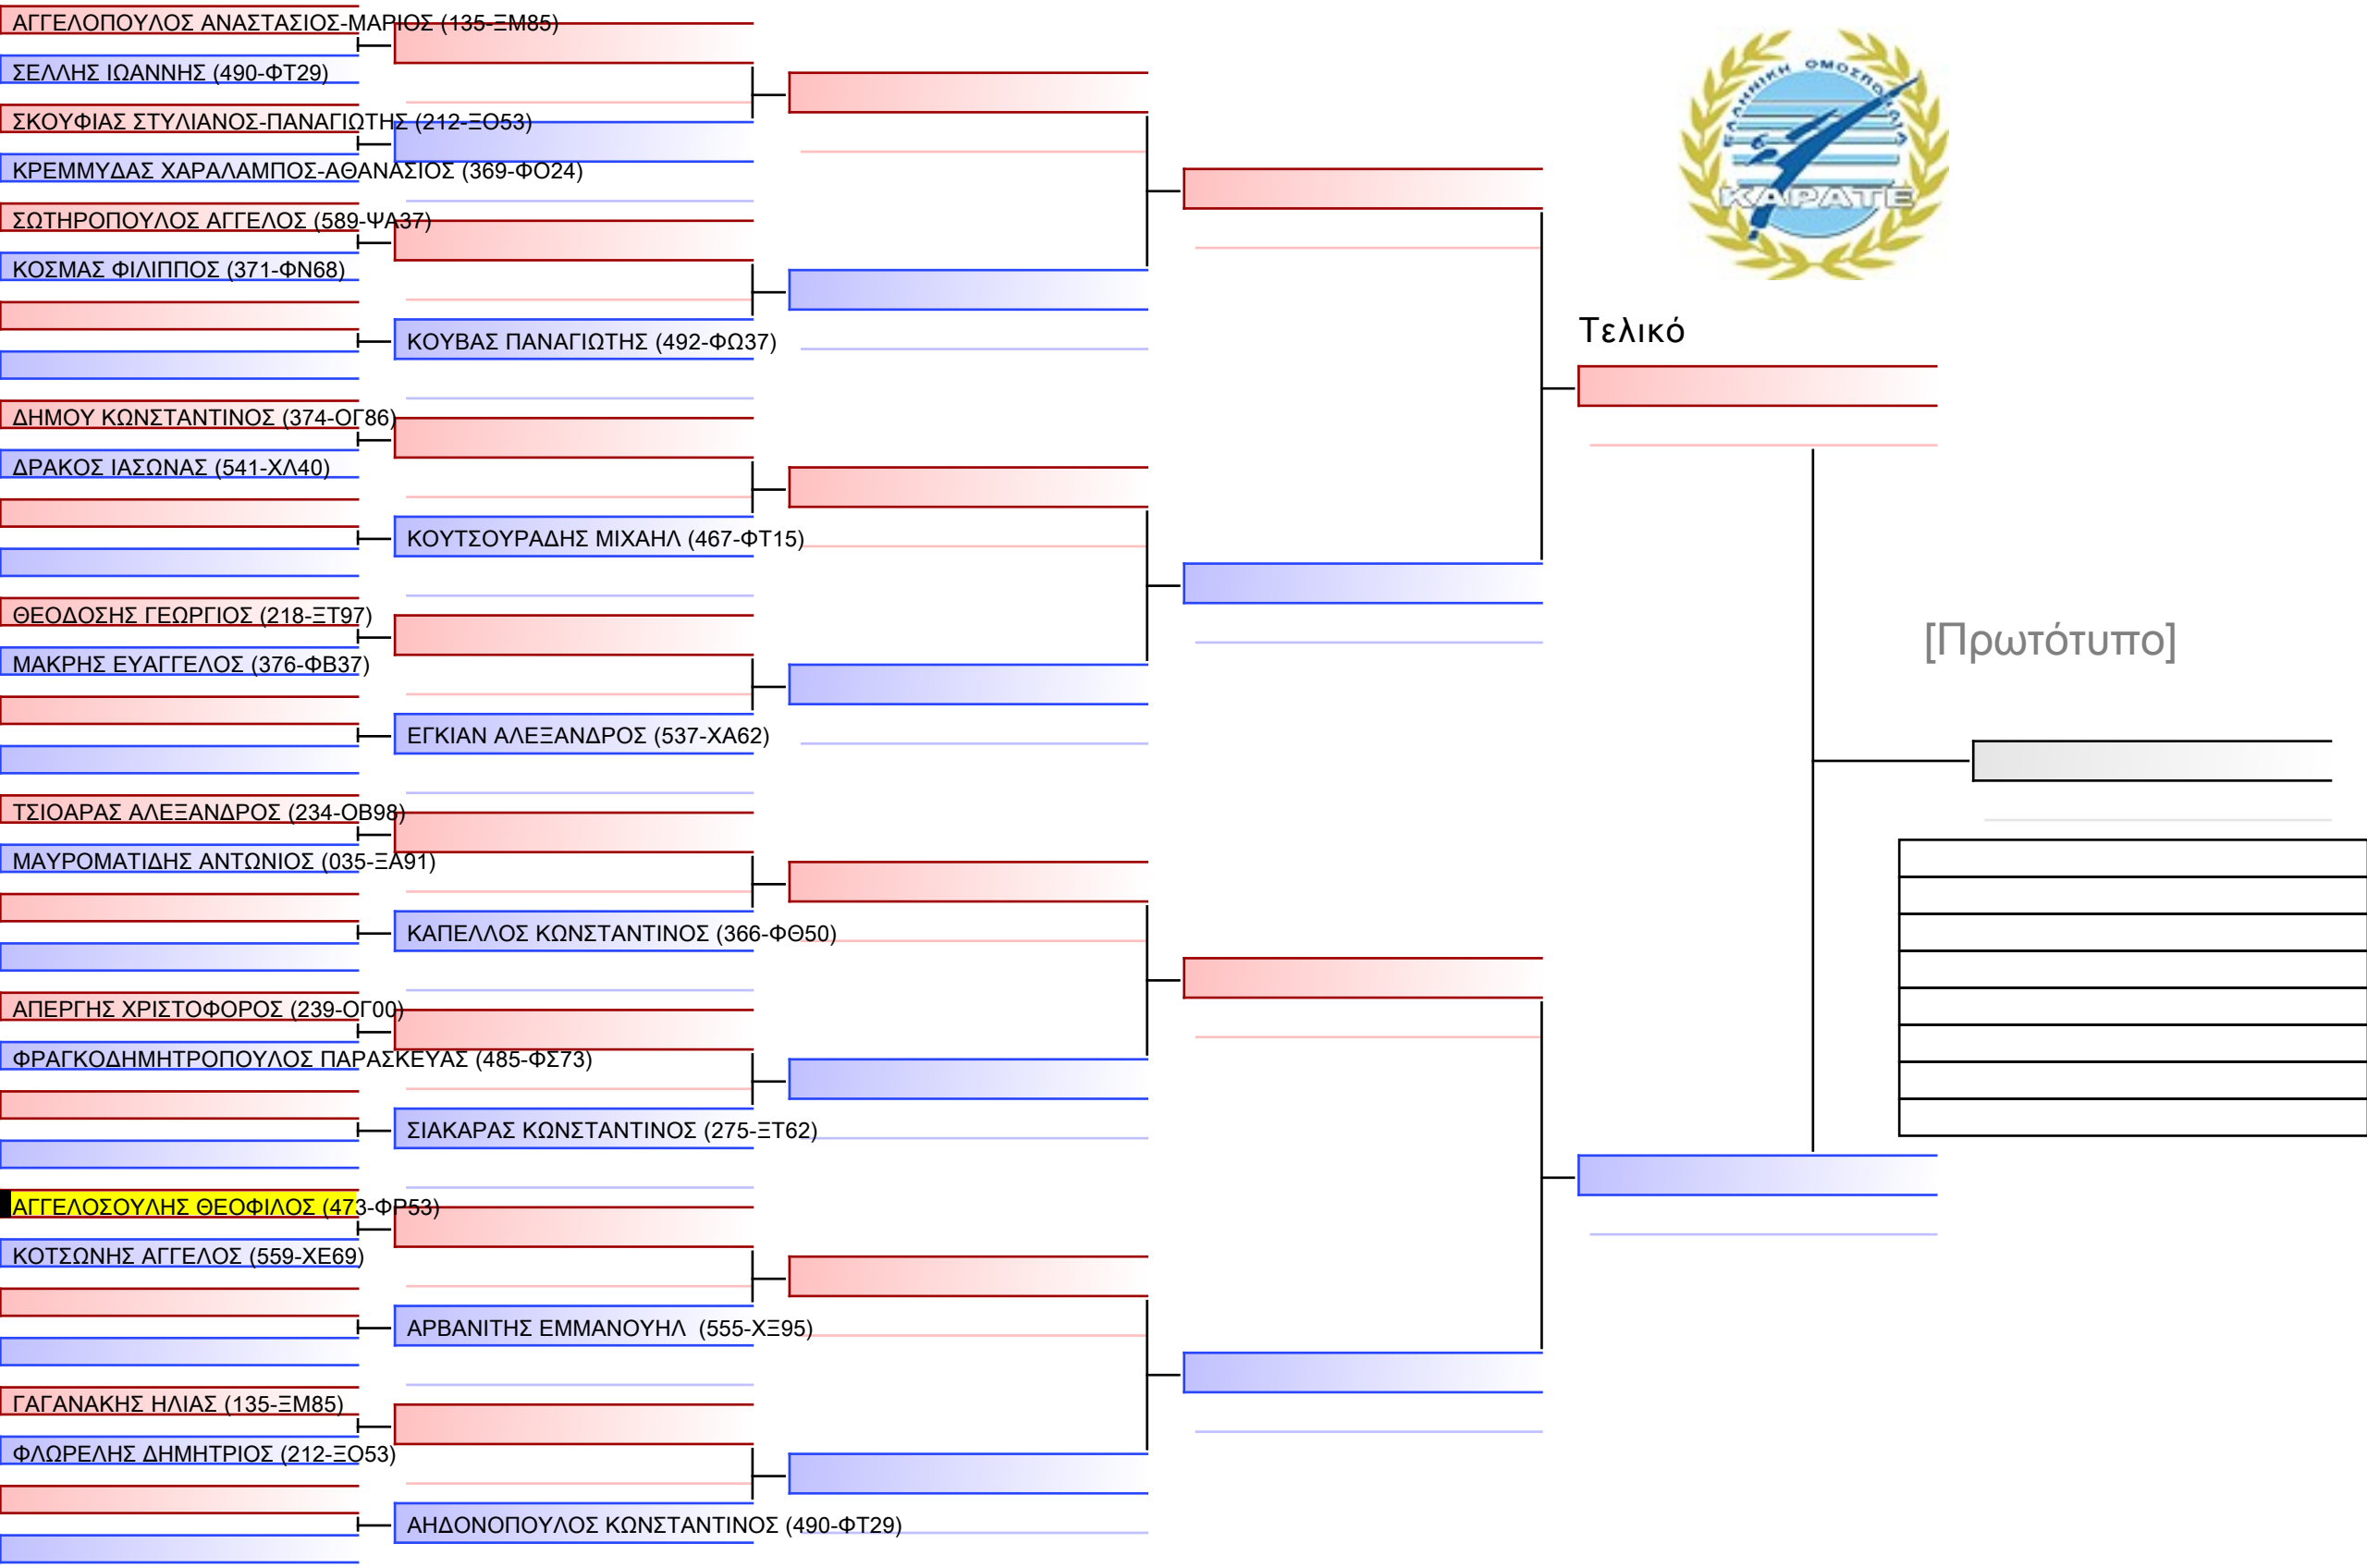 ΑΓΓΕΛΟΠΟΥΛΟΣ ΑΝΑΣΤΑΣΙΟΣ-ΜΑΡΙΟΣ (135-ΞΜ85)
ΣΕΛΛΗΣ ΙΩΑΝΝΗΣ (490-ΦΤ29)
ΣΚΟΥΦΙΑΣ ΣΤΥΛΙΑΝΟΣ-ΠΑΝΑΓΙΩΤΗΣ (212-ΞΟ53)
ΚΡΕΜΜΥΔΑΣ ΧΑΡΑΛΑΜΠΟΣ-ΑΘΑΝΑΣΙΟΣ (369-ΦΟ24)
ΣΩΤΗΡΟΠΟΥΛΟΣ ΑΓΓΕΛΟΣ (589-ΨΑ37)
ΚΟΣΜΑΣ ΦΙΛΙΠΠΟΣ (371-ΦΝ68)
ΚΟΥΒΑΣ ΠΑΝΑΓΙΩΤΗΣ (492-ΦΩ37)
ΔΗΜΟΥ ΚΩΝΣΤΑΝΤΙΝΟΣ (374-ΟΓ86)
ΔΡΑΚΟΣ ΙΑΣΩΝΑΣ (541-ΧΛ40)
ΚΟΥΤΣΟΥΡΑΔΗΣ ΜΙΧΑΗΛ (467-ΦΤ15)
ΘΕΟΔΟΣΗΣ ΓΕΩΡΓΙΟΣ (218-ΞΤ97)
ΜΑΚΡΗΣ ΕΥΑΓΓΕΛΟΣ (376-ΦΒ37)
ΕΓΚΙΑΝ ΑΛΕΞΑΝΔΡΟΣ (537-ΧΑ62)
ΤΣΙΟΑΡΑΣ ΑΛΕΞΑΝΔΡΟΣ (234-ΟΒ98)
ΜΑΥΡΟΜΑΤΙΔΗΣ ΑΝΤΩΝΙΟΣ (035-ΞΑ91)
ΚΑΠΕΛΛΟΣ ΚΩΝΣΤΑΝΤΙΝΟΣ (366-ΦΘ50)
ΑΠΕΡΓΗΣ ΧΡΙΣΤΟΦΟΡΟΣ (239-ΟΓ00)
ΦΡΑΓΚΟΔΗΜΗΤΡΟΠΟΥΛΟΣ ΠΑΡΑΣΚΕΥΑΣ (485-ΦΣ73)
ΣΙΑΚΑΡΑΣ ΚΩΝΣΤΑΝΤΙΝΟΣ (275-ΞΤ62)
ΑΓΓΕΛΟΣΟΥΛΗΣ ΘΕΟΦΙΛΟΣ (473-ΦΡ53)
ΚΟΤΣΩΝΗΣ ΑΓΓΕΛΟΣ (559-ΧΕ69)
ΑΡΒΑΝΙΤΗΣ ΕΜΜΑΝΟΥΗΛ  (555-ΧΞ95)
ΓΑΓΑΝΑΚΗΣ ΗΛΙΑΣ (135-ΞΜ85)
ΦΛΩΡΕΛΗΣ ΔΗΜΗΤΡΙΟΣ (212-ΞΟ53)
ΑΗΔΟΝΟΠΟΥΛΟΣ ΚΩΝΣΤΑΝΤΙΝΟΣ (490-ΦΤ29)
ΕΛΛΗΝΙΚΗ ΟΜΟΣΠΟΝΔΙΑ
ΚΑΡΑΤΕ
Τελικό
[Πρωτότυπο]